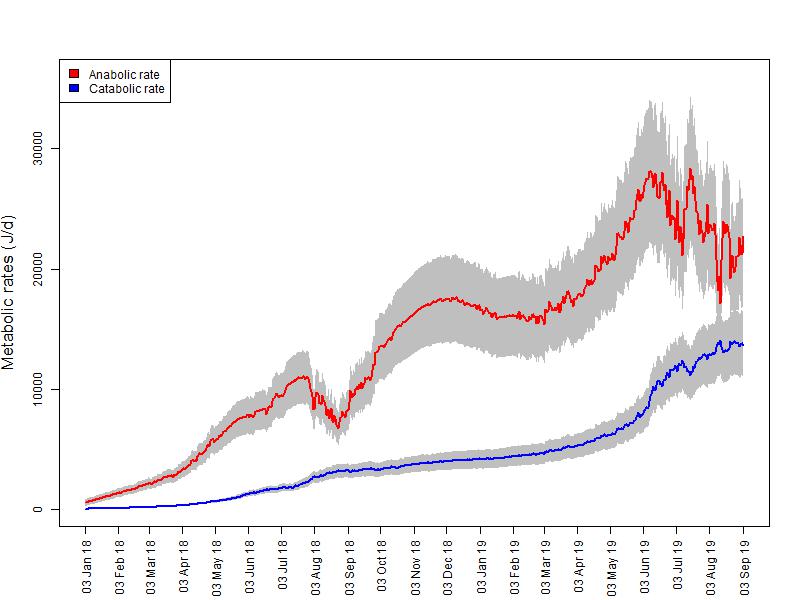 Anabolic rate
Catabolic rate
Metabolic rates (J/d)
30000
20000
10000
0
03 Jan 18
03 Feb 18
03 Mar 18
03 Apr 18
03 May 18
03 Jun 18
03 Jul 18
03 Aug 18
03 Sep 18
03 Oct 18
03 Nov 18
03 Dec 18
03 Jan 19
03 Feb 19
03 Mar 19
03 Apr 19
03 May 19
03 Jun 19
03 Jul 19
03 Aug 19
03 Sep 19